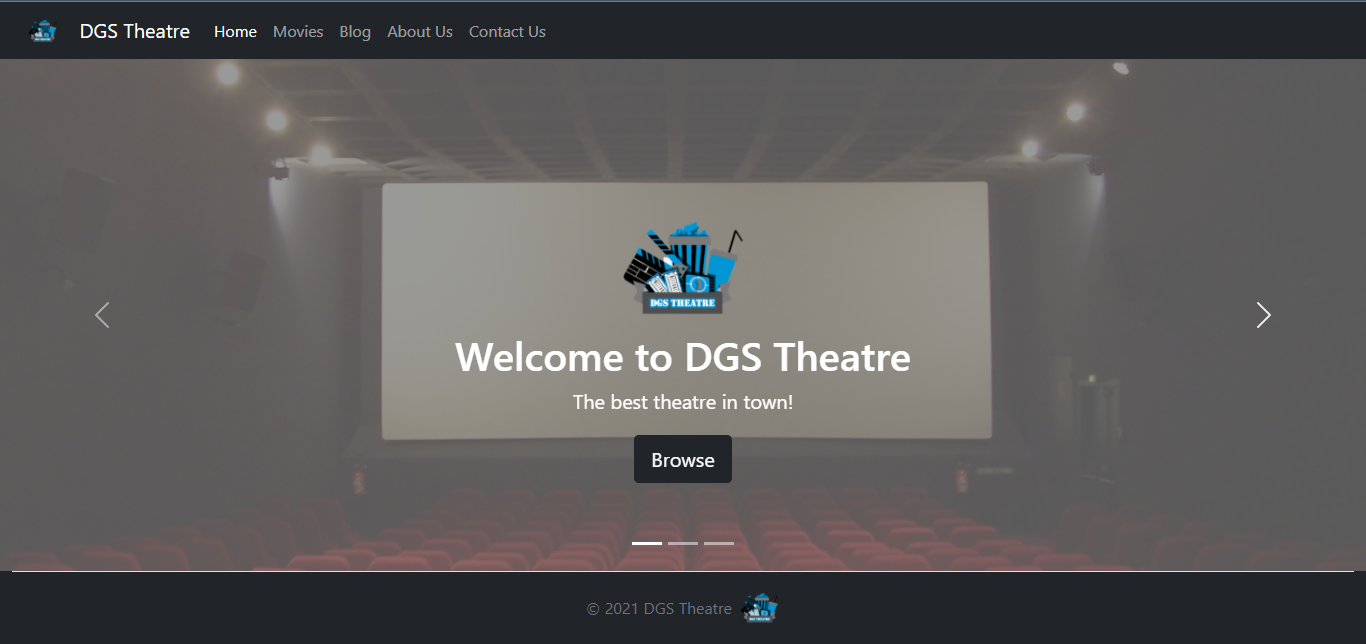 DGS Theatre Home Movies Blog About Us Contact Us
DGS THEATRE
Welcome to DGS Theatre
The best theatre in town!
Browse
© 2021 DGS Theatre